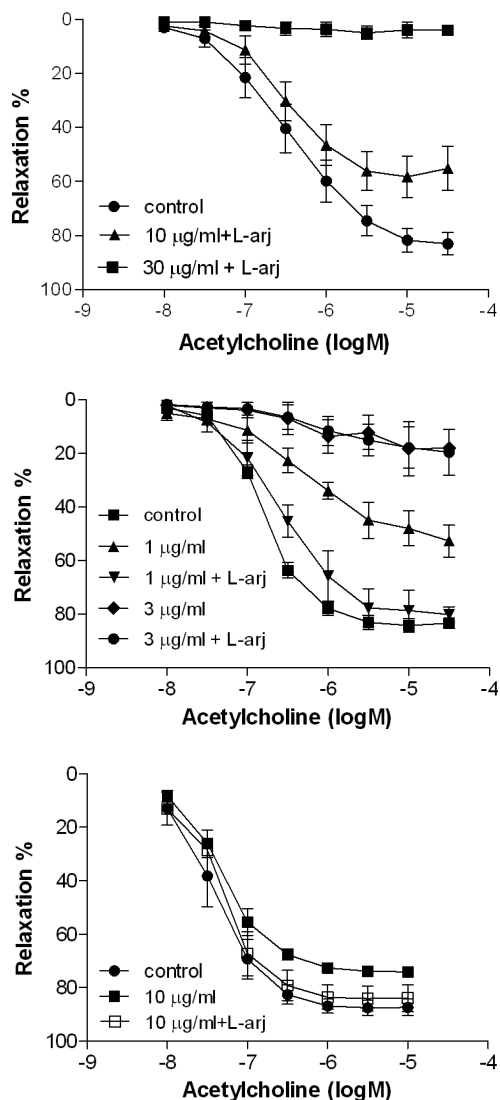 0
20
40
60
80
100
Relaxation %
control
10 μg/ml+L-arj
30 μg/ml + L-arj
-9
-8
-7
-6
-5
-4
Acetylcholine (logM)
0
20
40
60
80
100
Relaxation %
control
1 μg/ml
1 μg/ml + L-arj
3 μg/ml
3 μg/ml + L-arj
-9
-8
-7
-6
-5
-4
Acetylcholine (logM)
0
20
40
60
80
100
Relaxation %
control
10 μg/ml
10 μg/ml+L-arj
-9
-8
-7
-6
-5
-4
Acetylcholine (logM)